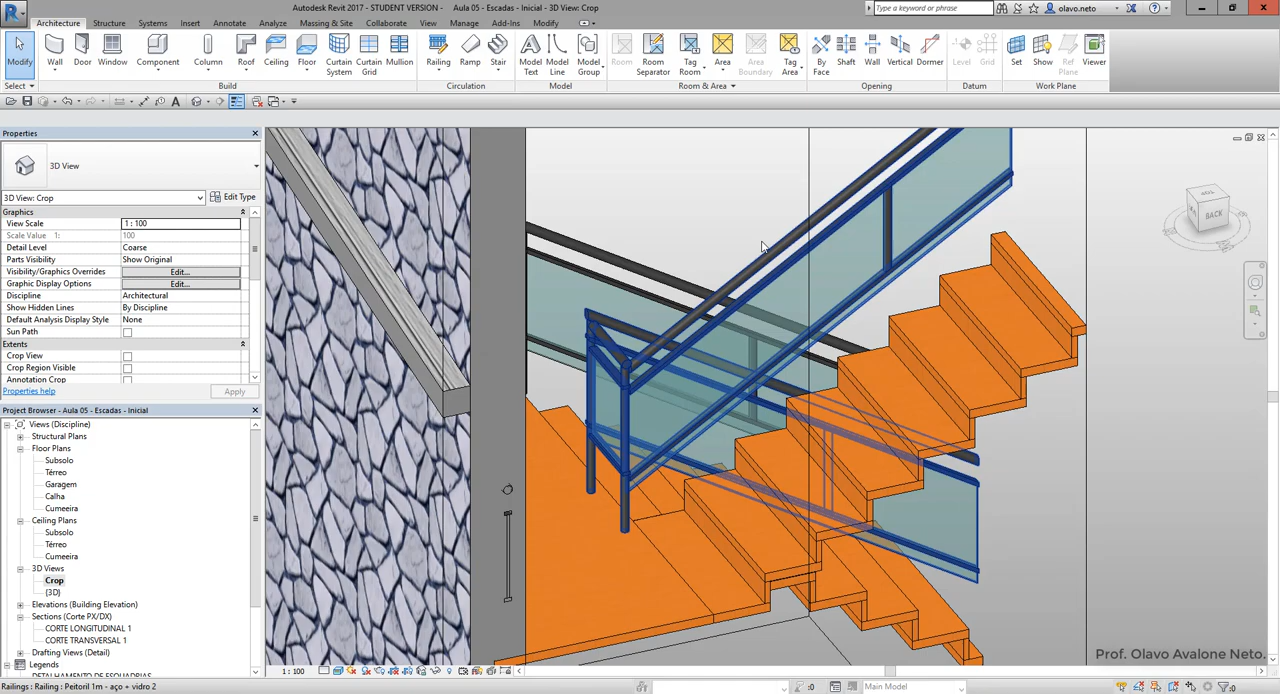 Autodesk Revit 2017 - STUDENT VERSION - Aula 05 - Escadas - Inicial - 3D View: Crop
Type a keyword or phrase
olavo.neto
Architecture Structure Systems Insert Annotate Analyze Massing & Site Collaborate View Manage Add-Ins Modify
Modify Wall Door Window Component Column Roof Ceiling Floor Curtain System Curtain Grid Mullion Railing Ramp Stair Model Text Model Line Model Group Room Room Separator Tag Room Area Area Boundary Tag Area By Face Shaft Wall Vertical Dormer Level Grid Set Show Ref Plane Viewer
Select Build Circulation Model Room & Area Opening Datum Work Plane
Properties
3D View
3D View: Crop Edit Type
Graphics
View Scale 1 : 100
Scale Value 1: 100
Detail Level Coarse
Parts Visibility Show Original
Visibility/Graphics Overrides Edit...
Graphic Display Options Edit...
Discipline Architectural
Show Hidden Lines By Discipline
Default Analysis Display Style None
Sun Path
Extents
Crop View
Crop Region Visible
Annotation Crop
Properties help Apply
Project Browser - Aula 05 - Escadas - Inicial
Views (Discipline)
Structural Plans
Floor Plans
Subsolo
Térreo
Garagem
Calha
Cumeeira
Ceiling Plans
Subsolo
Térreo
Cumeeira
3D Views
Crop
{3D}
Elevations (Building Elevation)
Sections (Corte PX/DX)
CORTE LONGITUDINAL 1
CORTE TRANSVERSAL 1
Drafting Views (Detail)
Legends
DETALHAMENTO DE ESQUADRIAS
BACK
Prof. Olavo Avalone Neto.
1 : 100
Railings : Railing : Peitoril 1m - aço + vidro 2
:0 Main Model :0